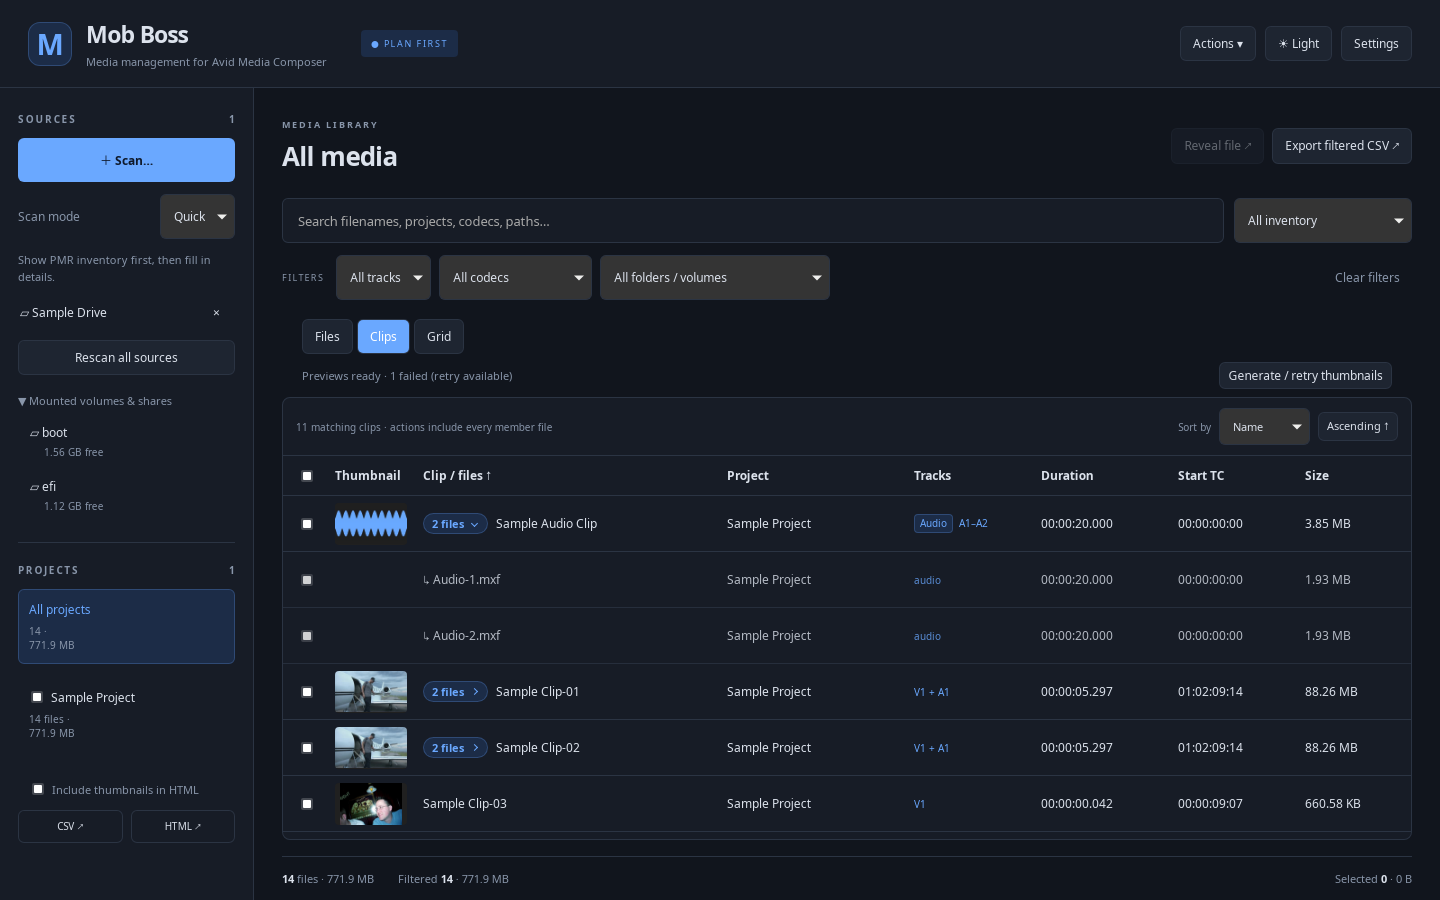 M
Mob Boss
Media management for Avid Media Composer
● PLAN FIRST
Actions ▾
☀ Light
Settings
SOURCES 1
+ Scan...
Scan mode Quick
Show PMR inventory first, then fill in
details.
▱ Sample Drive ×
Rescan all sources
▼ Mounted volumes & shares
▱ boot
1.56 GB free
▱ efi
1.12 GB free
PROJECTS 1
All projects
14 ·
771.9 MB
Sample Project
14 files ·
771.9 MB
Include thumbnails in HTML
CSV ↗ HTML ↗
MEDIA LIBRARY
All media
Reveal file ↗ Export filtered CSV ↗
Search filenames, projects, codecs, paths... All inventory
FILTERS All tracks All codecs All folders / volumes Clear filters
Files Clips Grid
Previews ready · 1 failed (retry available) Generate / retry thumbnails
11 matching clips · actions include every member file Sort by Name Ascending ↑
Thumbnail Clip / files ↑ Project Tracks Duration Start TC Size
2 files ⌄ Sample Audio Clip Sample Project Audio A1–A2 00:00:20.000 00:00:00:00 3.85 MB
↳ Audio-1.mxf Sample Project audio 00:00:20.000 00:00:00:00 1.93 MB
↳ Audio-2.mxf Sample Project audio 00:00:20.000 00:00:00:00 1.93 MB
2 files › Sample Clip-01 Sample Project V1 + A1 00:00:05.297 01:02:09:14 88.26 MB
2 files › Sample Clip-02 Sample Project V1 + A1 00:00:05.297 01:02:09:14 88.26 MB
Sample Clip-03 Sample Project V1 00:00:00.042 00:00:09:07 660.58 KB
14 files · 771.9 MB Filtered 14 · 771.9 MB Selected 0 · 0 B